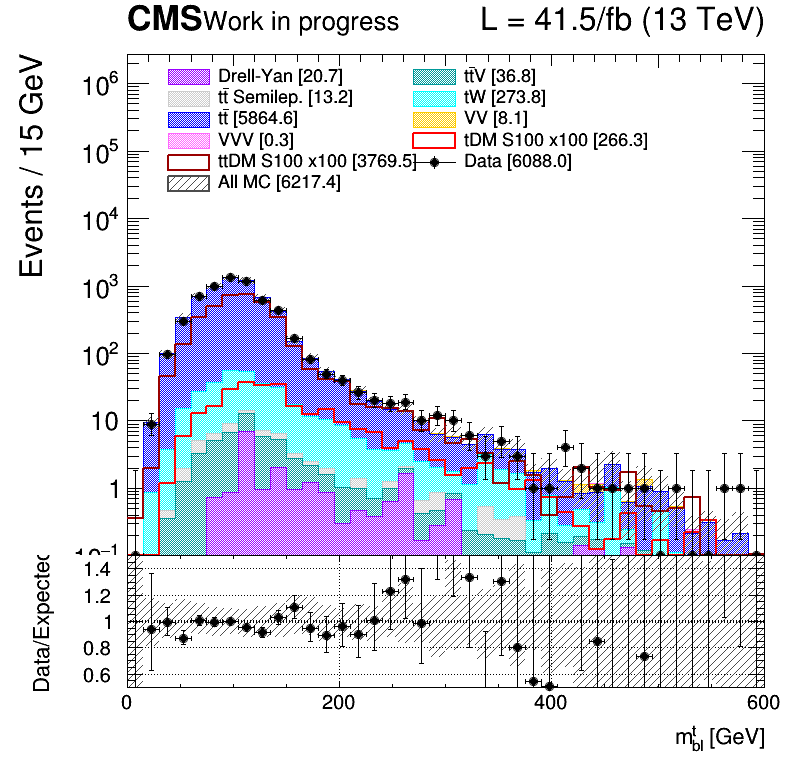 CMS Work in progress L = 41.5/fb (13 TeV)
Events / 15 GeV
10⁶
10⁵
10⁴
10³
10²
10
1
10⁻¹
Drell-Yan [20.7]
tt̄ Semilep. [13.2]
tt̄ [5864.6]
VVV [0.3]
ttDM S100 x100 [3769.5]
All MC [6217.4]
tt̄V [36.8]
tW [273.8]
VV [8.1]
tDM S100 x100 [266.3]
Data [6088.0]
Data/Expected
1.4
1.2
1
0.8
0.6
0 200 400 600
m^t_bl [GeV]